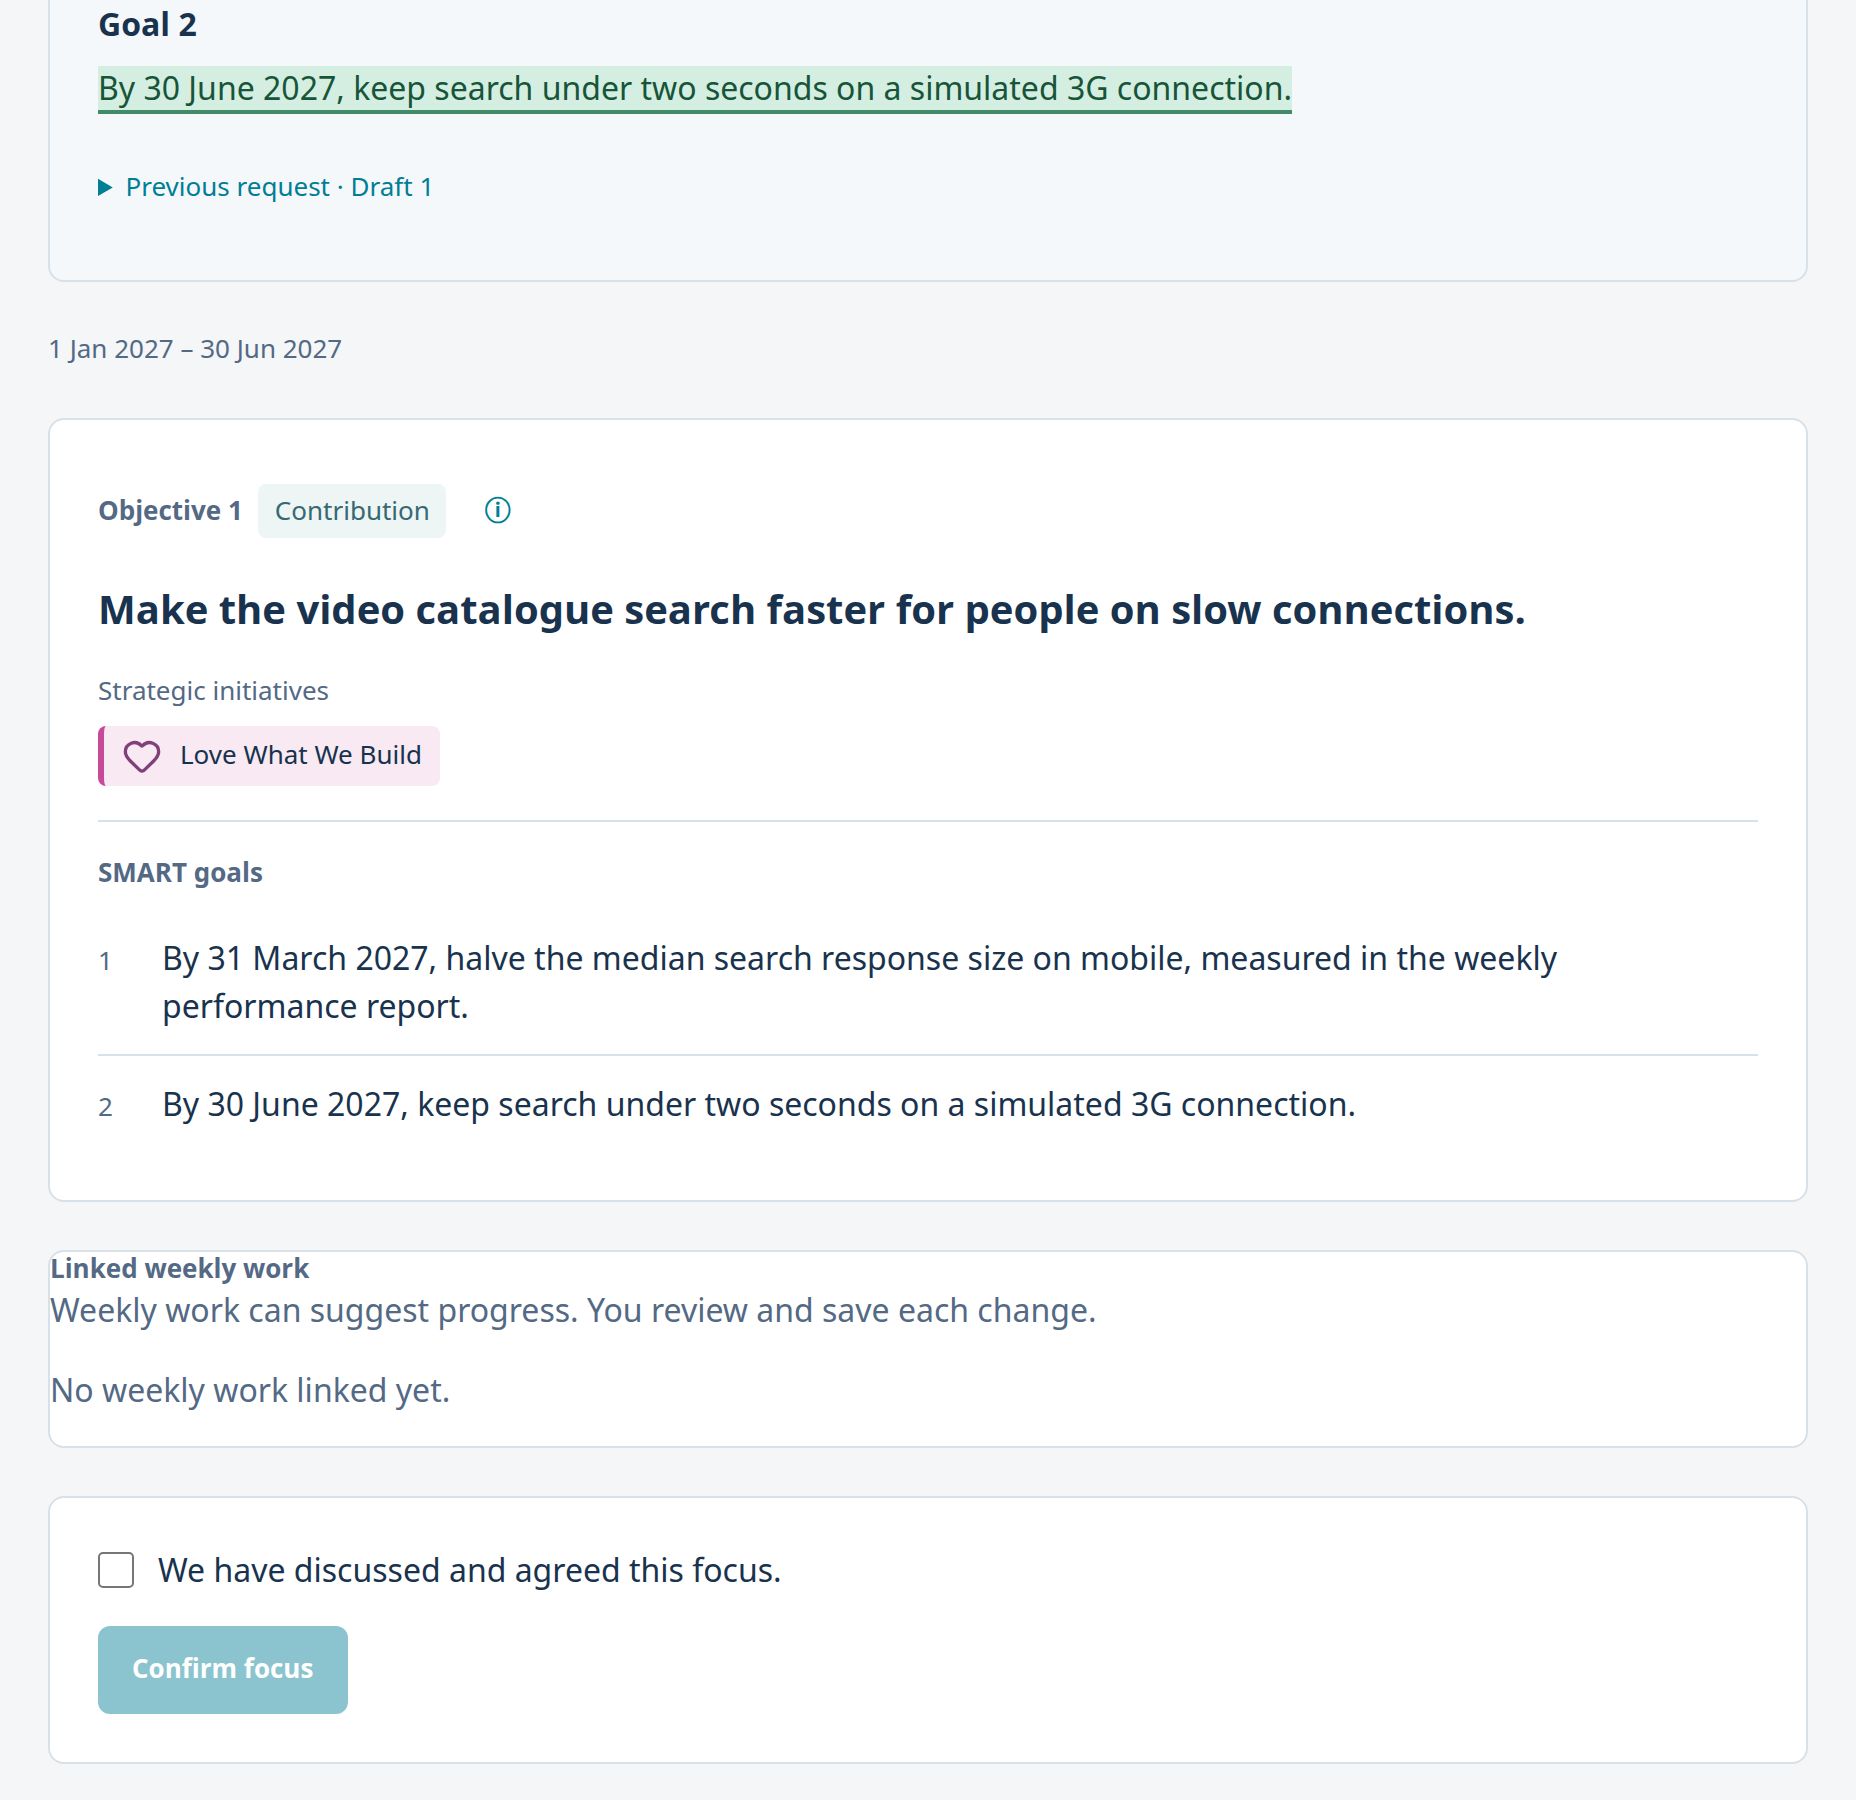 Goal 2
By 30 June 2027, keep search under two seconds on a simulated 3G connection.
Previous request · Draft 1
1 Jan 2027 – 30 Jun 2027
Objective 1 Contribution
Make the video catalogue search faster for people on slow connections.
Strategic initiatives
Love What We Build
SMART goals
1 By 31 March 2027, halve the median search response size on mobile, measured in the weekly
performance report.
2 By 30 June 2027, keep search under two seconds on a simulated 3G connection.
Linked weekly work
Weekly work can suggest progress. You review and save each change.
No weekly work linked yet.
We have discussed and agreed this focus.
Confirm focus